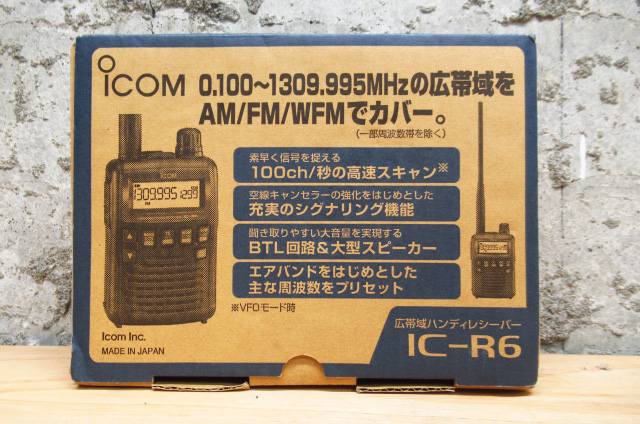 ICOM
0.100~1309.995MHzの広帯域を
AM/FM/WFMでカバー。
(一部周波数帯を除く)
素早く信号を捉える
100ch/秒の高速スキャン※
空線キャンセラーの強化をはじめとした
充実のシグナリング機能
聞き取りやすい大音量を実現する
BTL回路&大型スピーカー
エアバンドをはじめとした
主な周波数をプリセット
※VFOモード時
ICOM
1309.995
Icom Inc.
MADE IN JAPAN
広帯域ハンディレシーバー
IC-R6